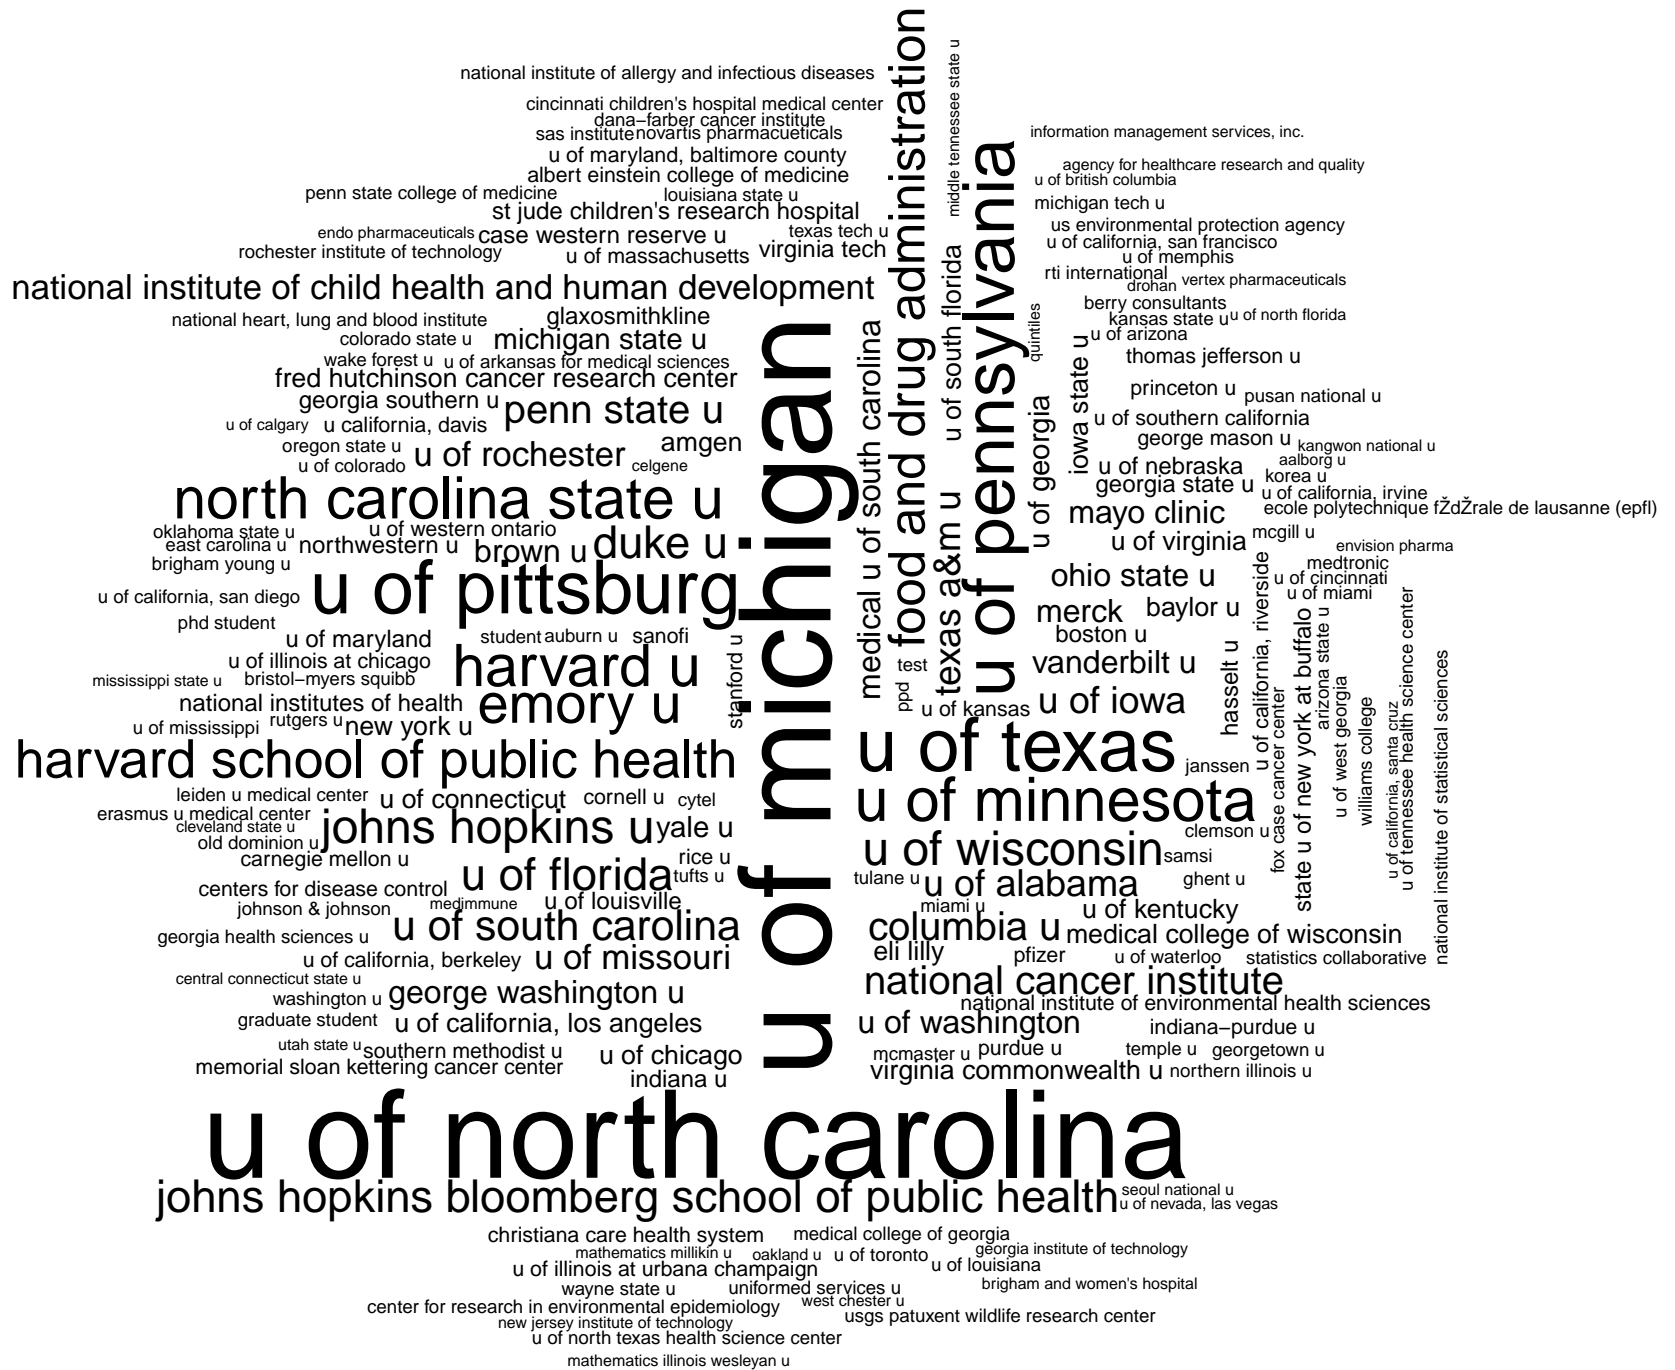 national institute of allergy and infectious diseases
cincinnati children's hospital medical center
dana−farber cancer institute
sas institute
novartis pharmacueticals
u of maryland, baltimore county
albert einstein college of medicine
penn state college of medicine
louisiana state u
st jude children's research hospital
endo pharmaceuticals
case western reserve u
texas tech u
rochester institute of technology
u of massachusetts
virginia tech
national institute of child health and human development
national heart, lung and blood institute
glaxosmithkline
colorado state u
michigan state u
wake forest u
u of arkansas for medical sciences
fred hutchinson cancer research center
georgia southern u
penn state u
u of calgary
u california, davis
oregon state u
amgen
u of colorado
u of rochester
celgene
north carolina state u
oklahoma state u
u of western ontario
east carolina u
northwestern u
brown u
duke u
brigham young u
u of pittsburg
u of california, san diego
phd student
u of maryland
student
auburn u
sanofi
u of illinois at chicago
harvard u
mississippi state u
bristol−myers squibb
national institutes of health
emory u
stanford u
u of mississippi
rutgers u
new york u
harvard school of public health
leiden u medical center
u of connecticut
cornell u
cytel
erasmus u medical center
cleveland state u
johns hopkins u
yale u
old dominion u
carnegie mellon u
rice u
u of florida
tufts u
centers for disease control
medimmune
u of louisville
johnson & johnson
georgia health sciences u
u of south carolina
u of california, berkeley
u of missouri
central connecticut state u
washington u
george washington u
graduate student
u of california, los angeles
utah state u
southern methodist u
u of chicago
memorial sloan kettering cancer center
indiana u
u of michigan
medical u of south carolina
food and drug administration
middle tennessee state u
u of south florida
texas a&m u
u of pennsylvania
test
ppd
u of kansas
quintiles
u of georgia
iowa state u
information management services, inc.
agency for healthcare research and quality
u of british columbia
michigan tech u
us environmental protection agency
u of california, san francisco
u of memphis
rti international
drohan
vertex pharmaceuticals
berry consultants
kansas state u
u of north florida
u of arizona
thomas jefferson u
princeton u
pusan national u
u of southern california
george mason u
kangwon national u
aalborg u
u of nebraska
korea u
georgia state u
u of california, irvine
ecole polytechnique fŽdŽrale de lausanne (epfl)
mayo clinic
mcgill u
u of virginia
envision pharma
medtronic
ohio state u
u of cincinnati
u of miami
merck
baylor u
boston u
vanderbilt u
u of iowa
hasselt u
u of california, riverside
fox case cancer center
state u of new york at buffalo
arizona state u
u of west georgia
williams college
u of california, santa cruz
u of tennessee health science center
national institute of statistical sciences
u of texas
janssen
u of minnesota
clemson u
u of wisconsin
samsi
tulane u
u of alabama
ghent u
miami u
u of kentucky
columbia u
medical college of wisconsin
eli lilly
pfizer
u of waterloo
statistics collaborative
national cancer institute
national institute of environmental health sciences
u of washington
indiana−purdue u
mcmaster u
purdue u
temple u
georgetown u
virginia commonwealth u
northern illinois u
u of north carolina
johns hopkins bloomberg school of public health
seoul national u
u of nevada, las vegas
christiana care health system
medical college of georgia
mathematics millikin u
oakland u
u of toronto
georgia institute of technology
u of illinois at urbana champaign
u of louisiana
wayne state u
uniformed services u
brigham and women's hospital
center for research in environmental epidemiology
west chester u
new jersey institute of technology
usgs patuxent wildlife research center
u of north texas health science center
mathematics illinois wesleyan u